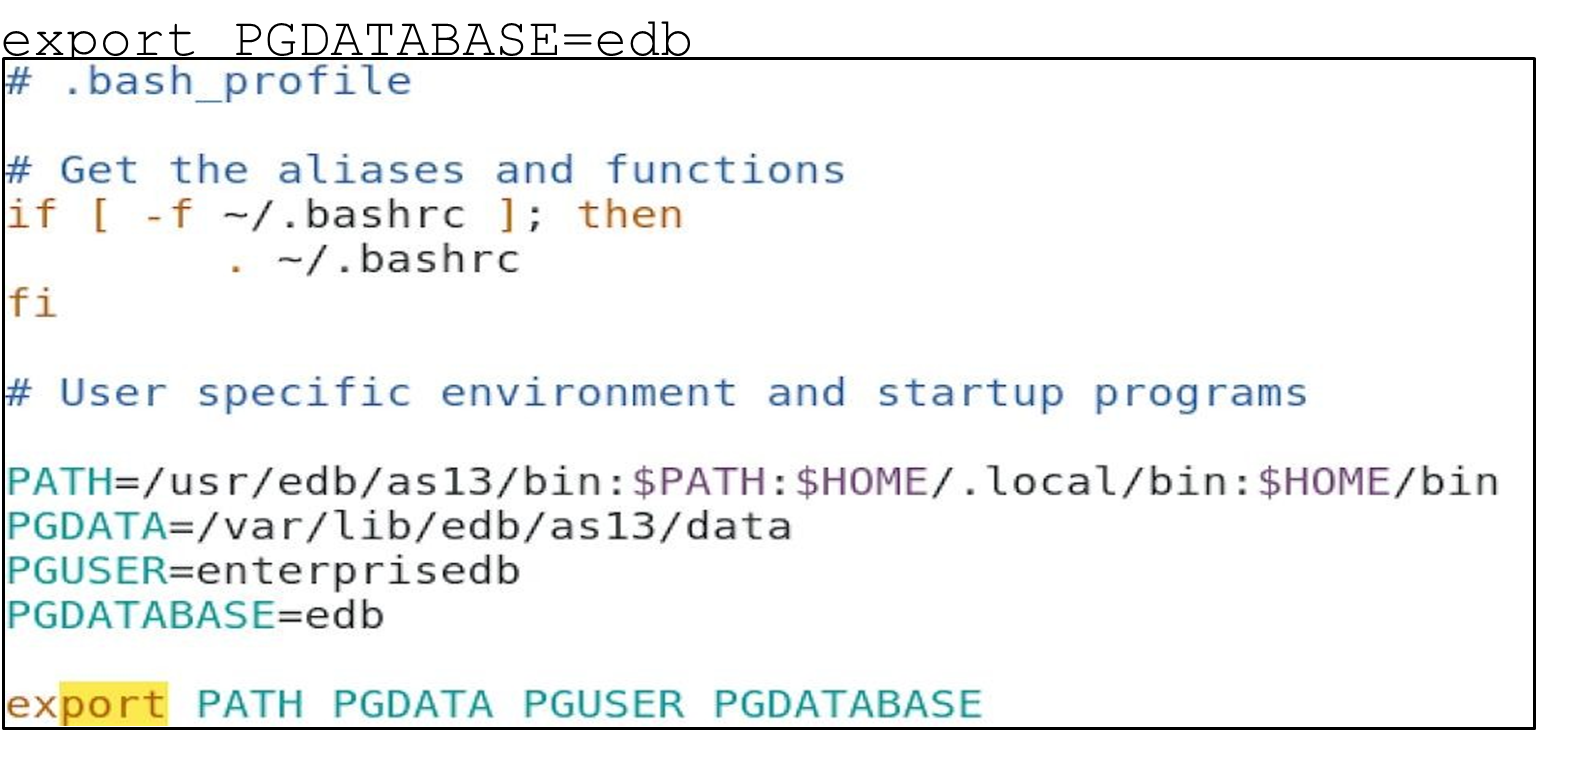 export PGDATABASE=edb
# .bash_profile
# Get the aliases and functions
if [ -f ~/.bashrc ]; then
        . ~/.bashrc
fi
# User specific environment and startup programs
PATH=/usr/edb/as13/bin:$PATH:$HOME/.local/bin:$HOME/bin
PGDATA=/var/lib/edb/as13/data
PGUSER=enterprisedb
PGDATABASE=edb
export PATH PGDATA PGUSER PGDATABASE